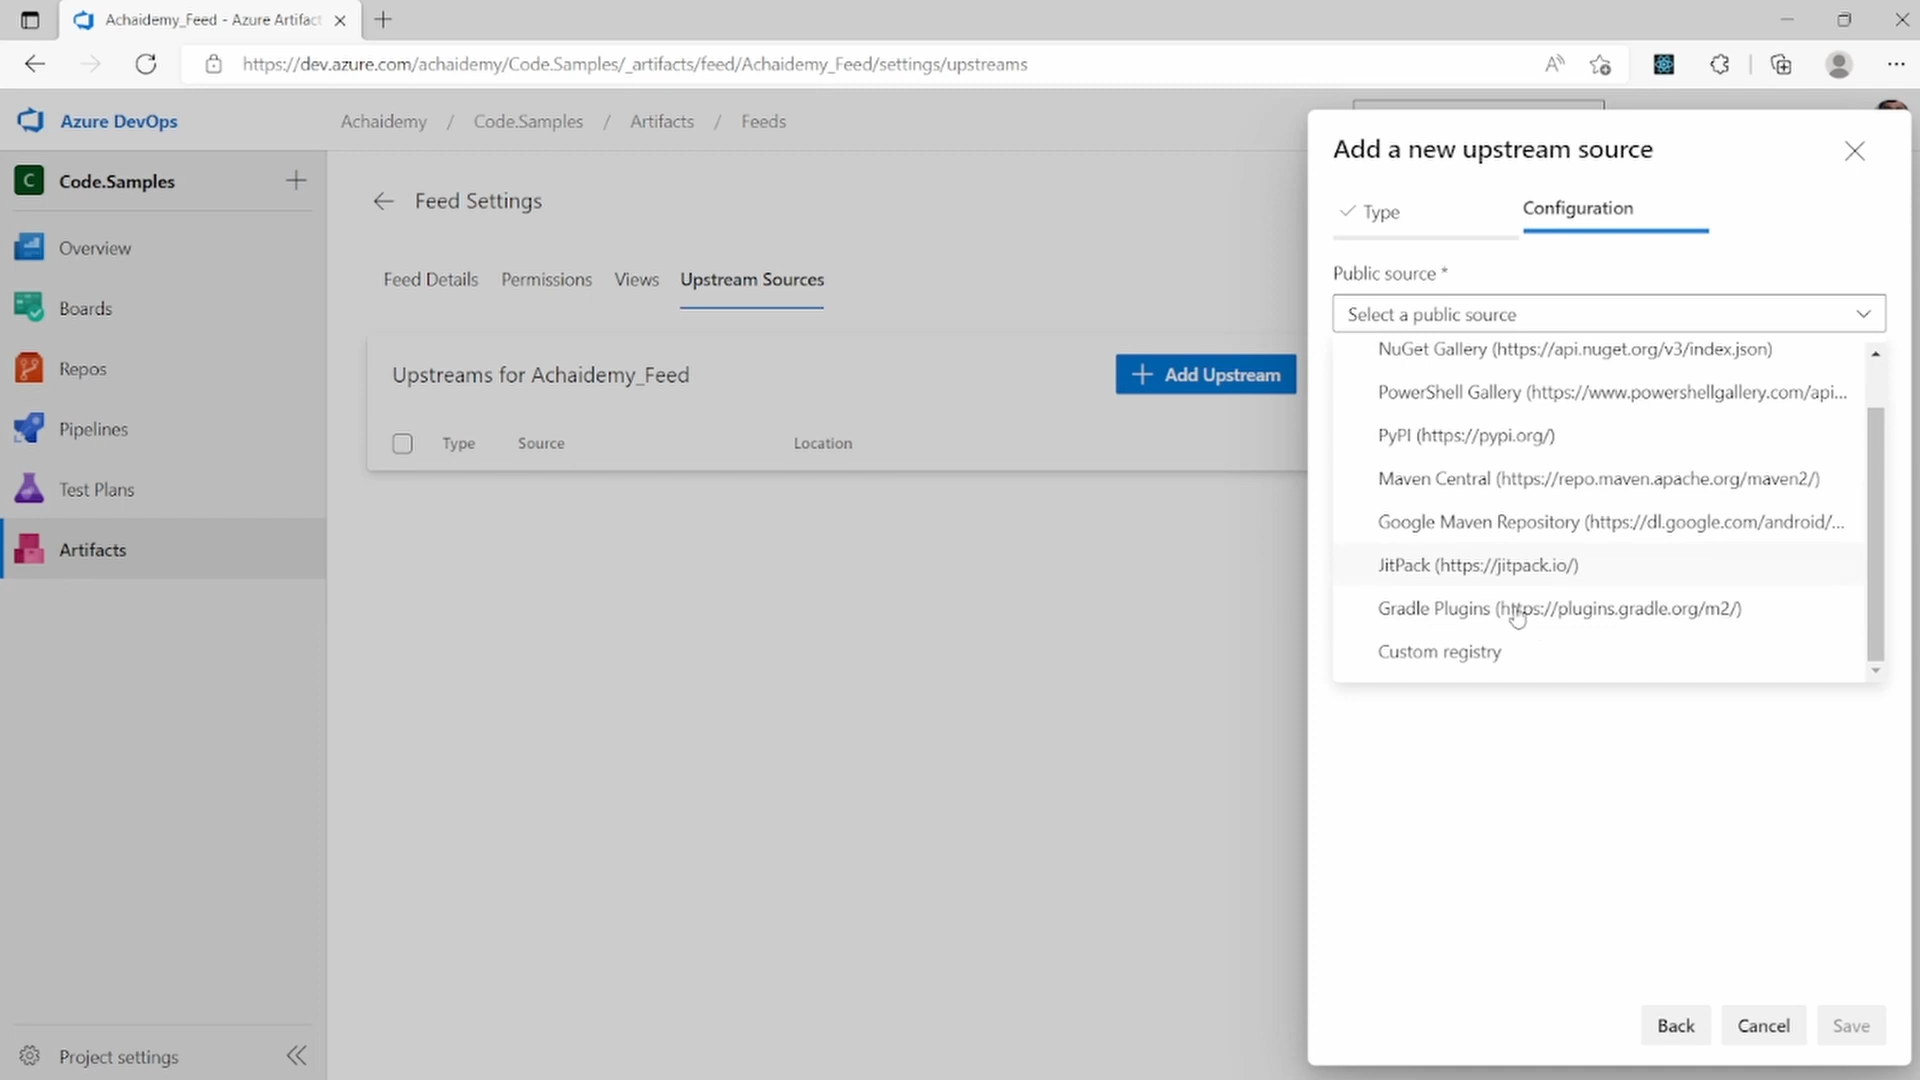 Achaidemy_Feed - Azure Artifact
https://dev.azure.com/achaidemy/Code.Samples/_artifacts/feed/Achaidemy_Feed/settings/upstreams
Azure DevOps
Achaidemy / Code.Samples / Artifacts / Feeds
C Code.Samples
Overview
Boards
Repos
Pipelines
Test Plans
Artifacts
Project settings
Feed Settings
Feed Details Permissions Views Upstream Sources
Upstreams for Achaidemy_Feed
Add Upstream
Type Source Location
Add a new upstream source
Type Configuration
Public source *
Select a public source
NuGet Gallery (https://api.nuget.org/v3/index.json)
PowerShell Gallery (https://www.powershellgallery.com/api...
PyPI (https://pypi.org/)
Maven Central (https://repo.maven.apache.org/maven2/)
Google Maven Repository (https://dl.google.com/android/...
JitPack (https://jitpack.io/)
Gradle Plugins (https://plugins.gradle.org/m2/)
Custom registry
Back Cancel Save